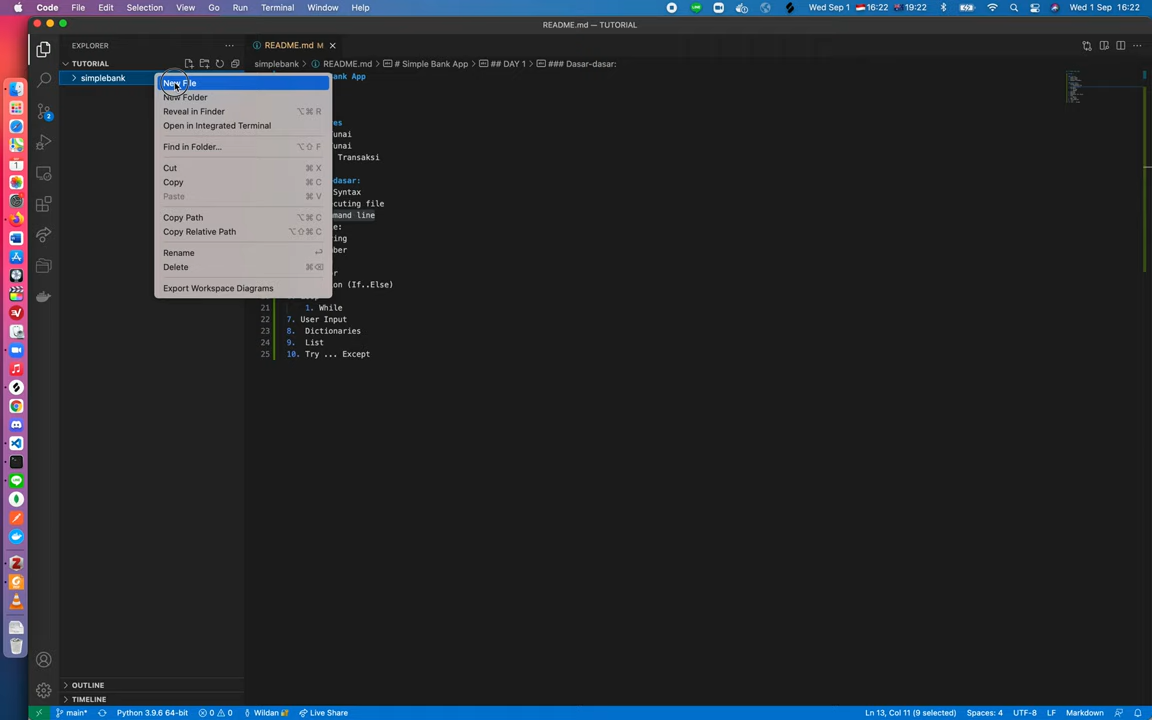 Code File Edit Selection View Go Run Terminal Window Help Wed Sep 1 16:22 19:22 Wed 1 Sep 16:22
README.md — TUTORIAL
EXPLORER
README.md M
TUTORIAL
simplebank > README.md > # Simple Bank App > ## DAY 1 > ### Dasar-dasar:
simplebank
Bank App
New File
New Folder
Reveal in Finder ⌥⌘ R
Open in Integrated Terminal
Find in Folder... ⌥⇧ F
Cut ⌘ X
Copy ⌘ C
Paste ⌘ V
Copy Path ⌥⌘ C
Copy Relative Path ⌥⇧⌘ C
Rename
Delete
Export Workspace Diagrams
Transaksi
dasar:
Syntax
cuting file
mand line
e:
ing
ber
r
ion (If..Else)
21 1. While
22 7. User Input
23 8. Dictionaries
24 9. List
25 10. Try ... Except
2
1
OUTLINE
TIMELINE
main* Python 3.9.6 64-bit 0 0 Wildan Live Share Ln 13, Col 11 (9 selected) Spaces: 4 UTF-8 LF Markdown